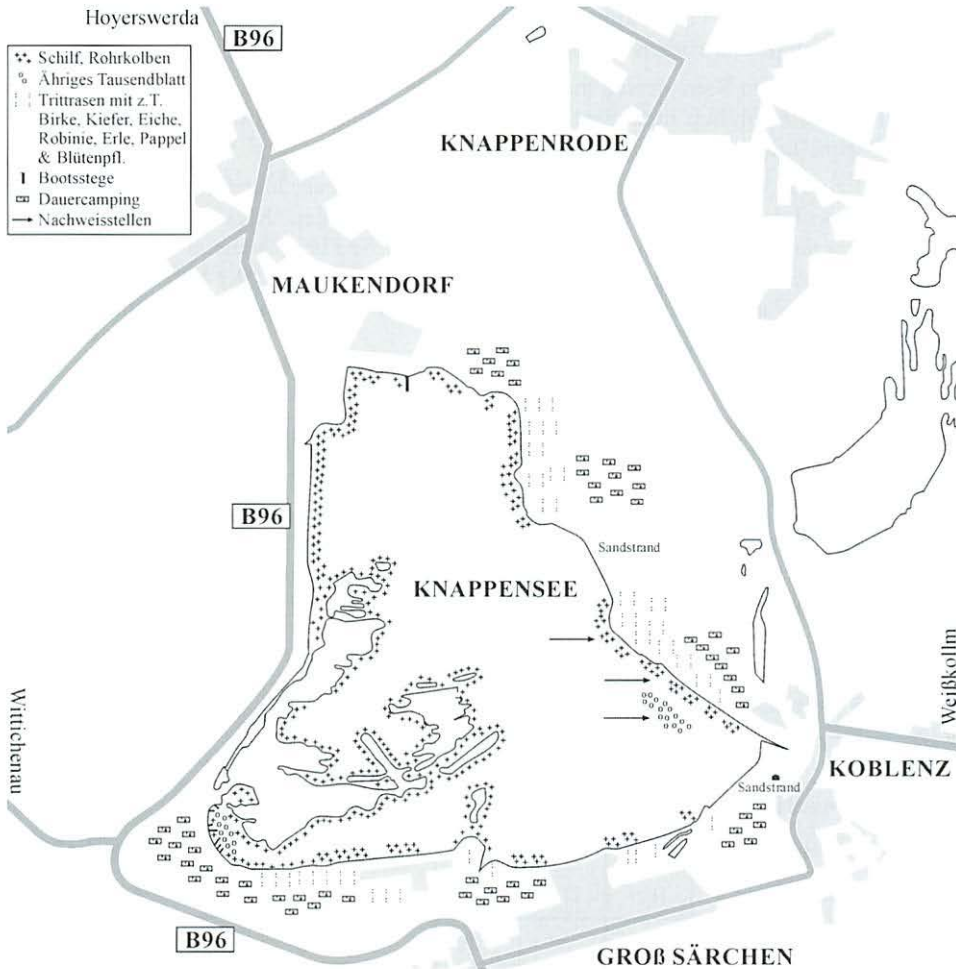 Hoyerswerda
B96
Schilf, Rohrkolben
Ähriges Tausendblatt
Trittrasen mit z.T.
Birke, Kiefer, Eiche,
Robinie, Erle, Pappel
& Blütenpfl.
Bootsstege
Dauercamping
Nachweisstellen
KNAPPENRODE
MAUKENDORF
B96
Sandstrand
KNAPPENSEE
Weißkollm
Wittichenau
KOBLENZ
Sandstrand
B96
GROß SÄRCHEN